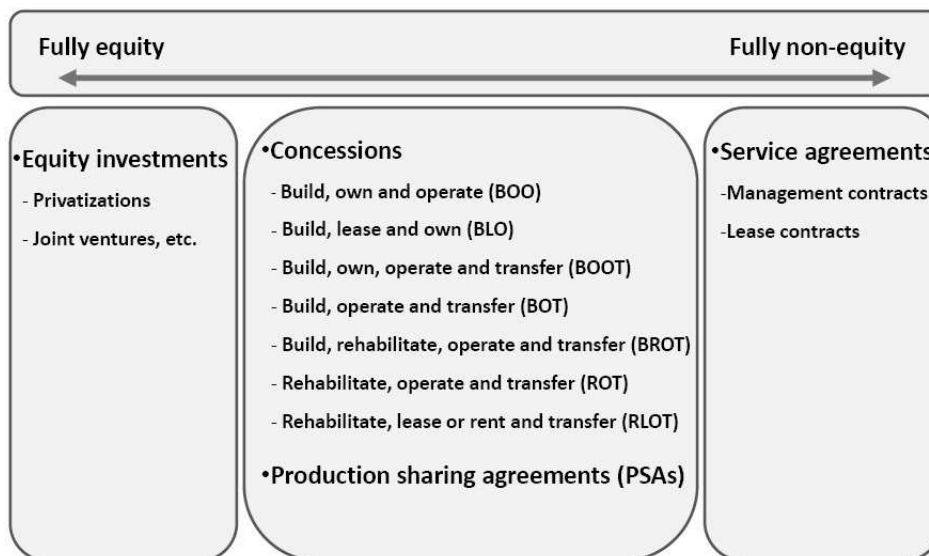 Fully equity
Fully non-equity
•Equity investments
- Privatizations
- Joint ventures, etc.
•Concessions
- Build, own and operate (BOO)
- Build, lease and own (BLO)
- Build, own, operate and transfer (BOOT)
- Build, operate and transfer (BOT)
- Build, rehabilitate, operate and transfer (BROT)
- Rehabilitate, operate and transfer (ROT)
- Rehabilitate, lease or rent and transfer (RLOT)
•Production sharing agreements (PSAs)
•Service agreements
-Management contracts
-Lease contracts